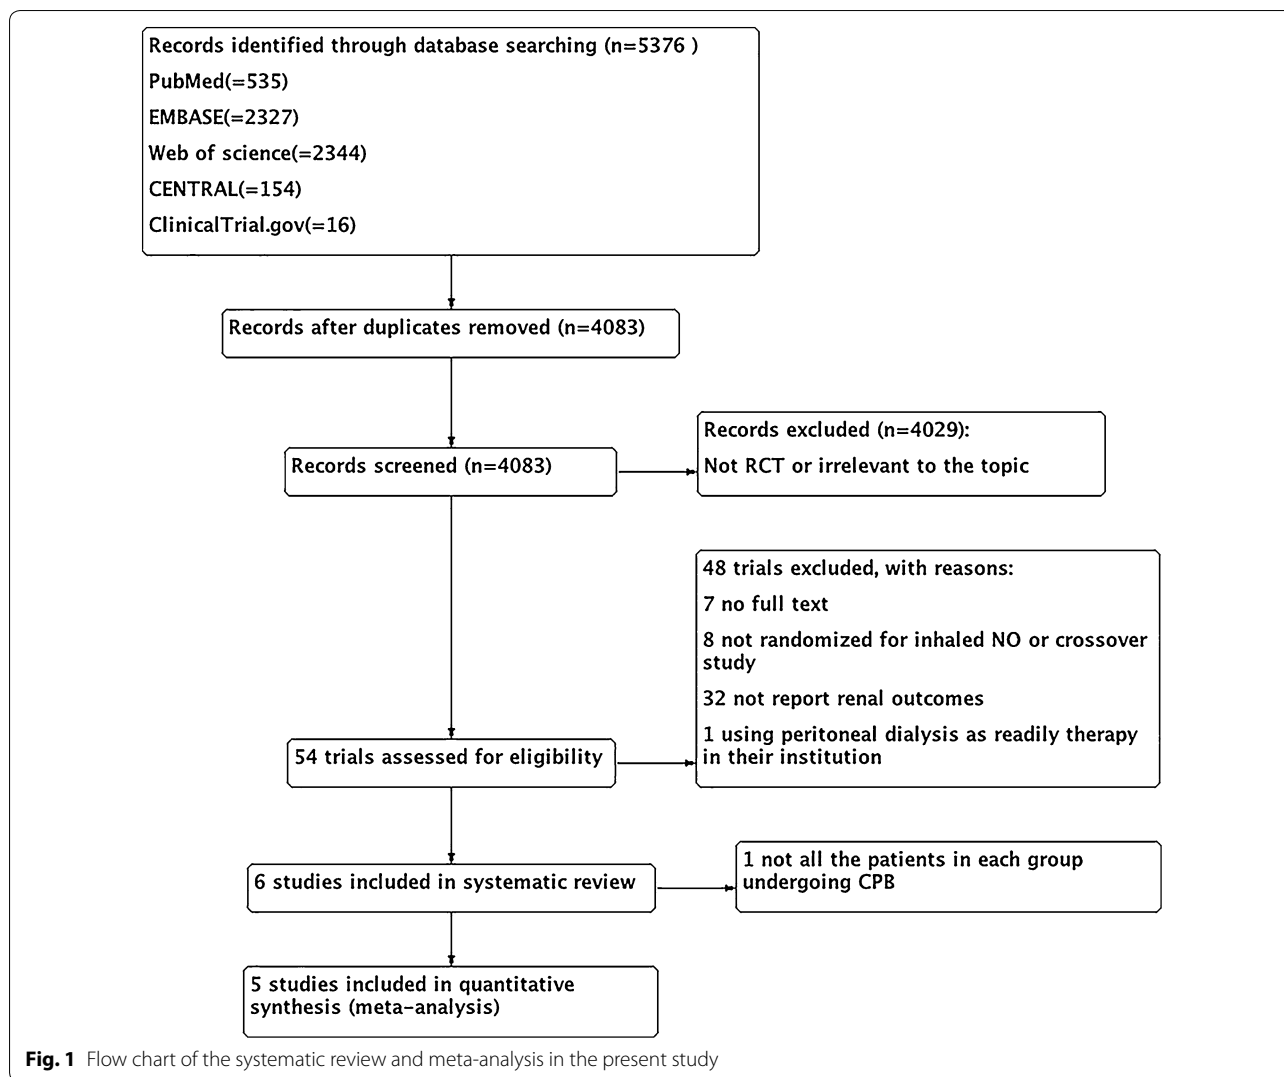 Records identified through database searching (n=5376 )
PubMed(=535)
EMBASE(=2327)
Web of science(=2344)
CENTRAL(=154)
ClinicalTrial.gov(=16)
Records after duplicates removed (n=4083)
Records excluded (n=4029):
Not RCT or irrelevant to the topic
Records screened (n=4083)
48 trials excluded, with reasons:
7 no full text
8 not randomized for inhaled NO or crossover
study
32 not report renal outcomes
1 using peritoneal dialysis as readily therapy
in their institution
54 trials assessed for eligibility
1 not all the patients in each group
undergoing CPB
6 studies included in systematic review
5 studies included in quantitative
synthesis (meta-analysis)
Fig. 1 Flow chart of the systematic review and meta-analysis in the present study